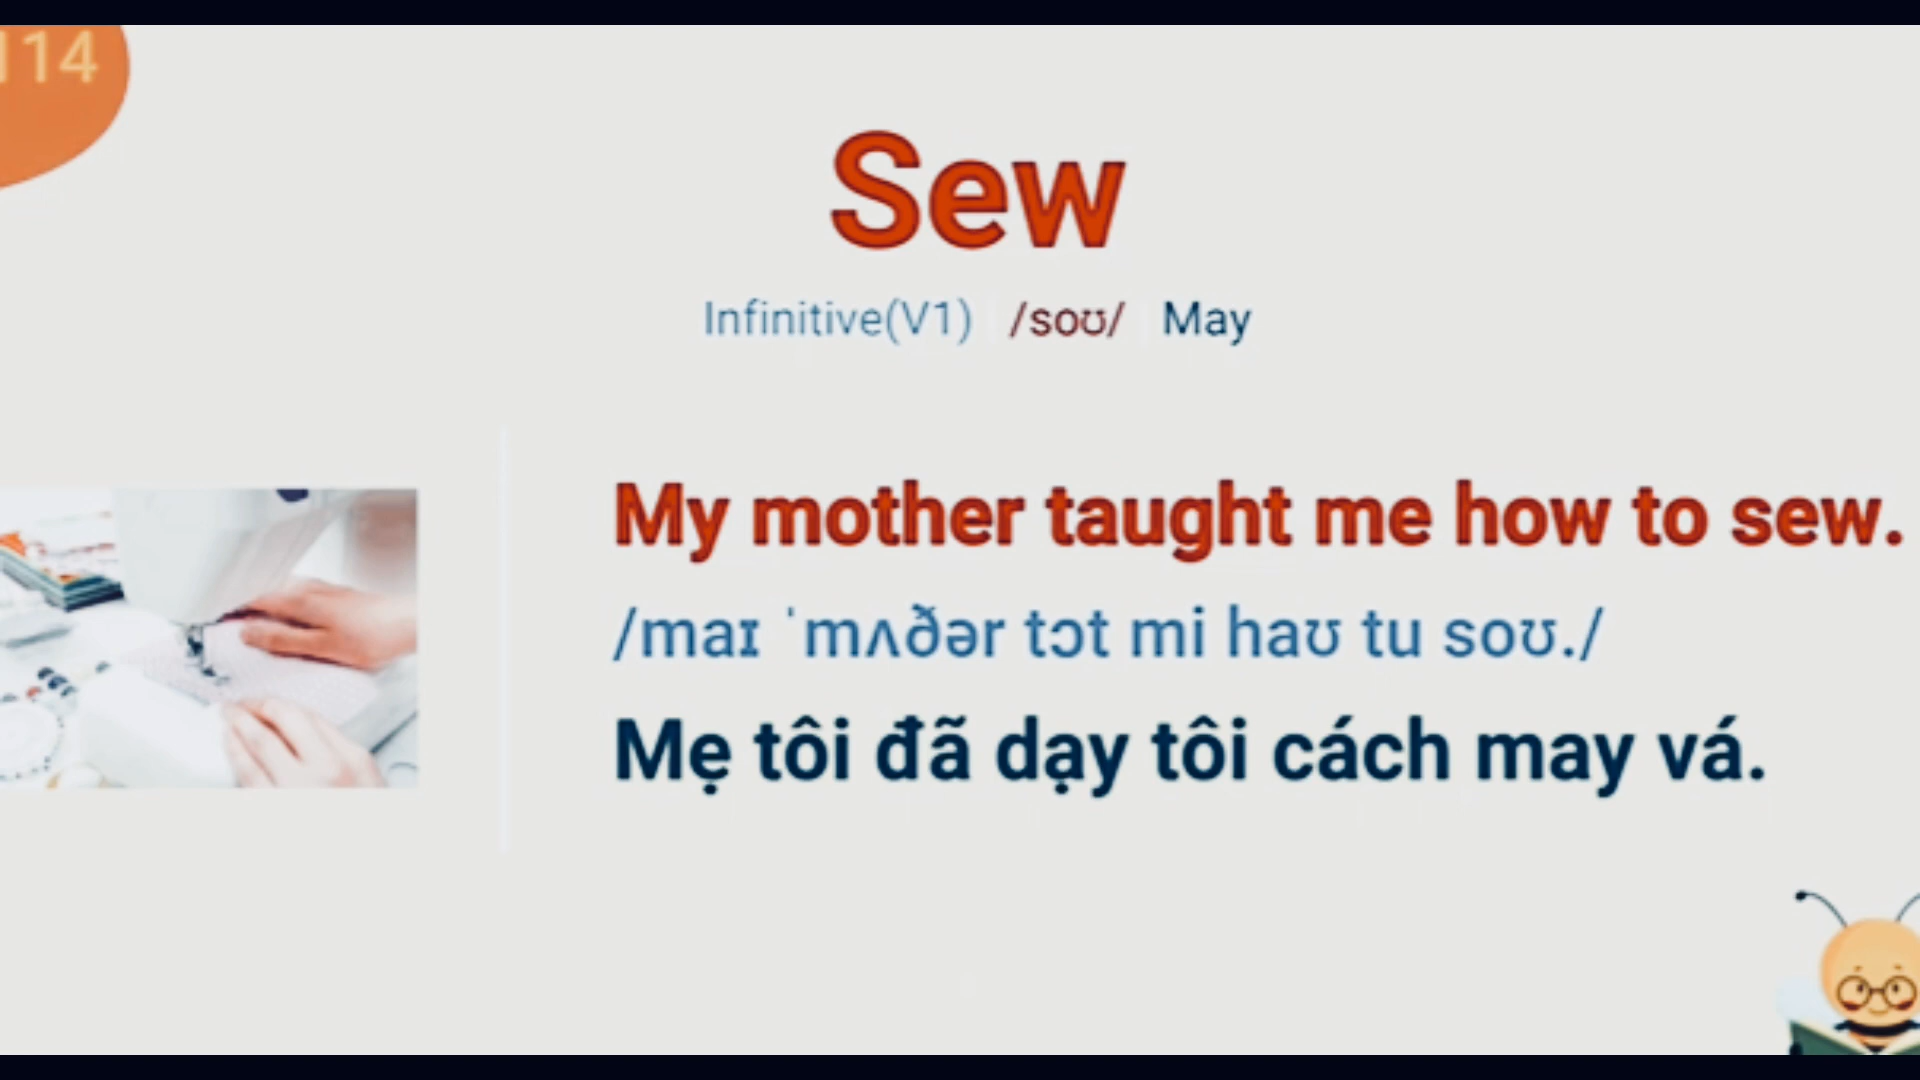 114
Sew
Infinitive(V1) /soʊ/ May
My mother taught me how to sew.
/maɪ ˈmʌðər tɔt mi haʊ tu soʊ./
Mẹ tôi đã dạy tôi cách may vá.